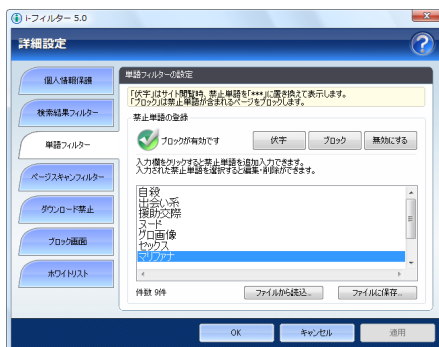 i-フィルター 5.0
詳細設定
?
個人情報保護
検索結果フィルター
単語フィルター
ページスキャンフィルター
ダウンロード禁止
ブロック画面
ホワイトリスト
単語フィルターの設定
「伏字」はサイト閲覧時、禁止単語を「***」に置き換えて表示します。
「ブロック」は禁止単語が含まれるページをブロックします。
禁止単語の登録
ブロックが有効です
伏字
ブロック
無効にする
入力欄をクリックすると禁止単語を追加入力できます。
入力された禁止単語を選択すると編集・削除ができます。
自殺
出会い系
援助交際
ヌード
グロ画像
セックス
マリファナ
件数 9件
ファイルから読込...
ファイルに保存...
OK
キャンセル
適用